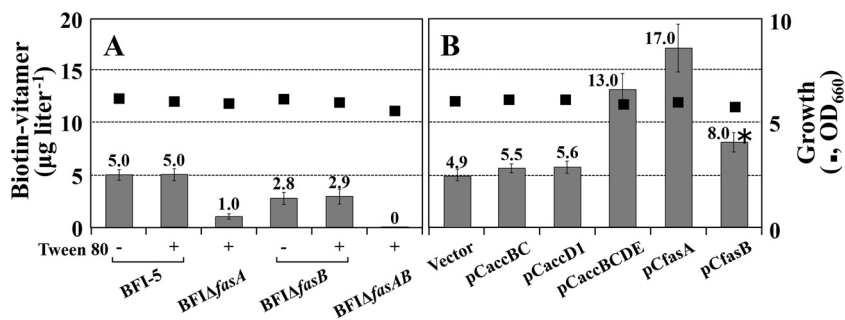 A
B
20
15
10
5
0
Biotin-vitamer
(µg liter-1)
5.0
5.0
1.0
2.8
2.9
0
4.9
5.5
5.6
13.0
17.0
8.0*
10
5
0
Growth
(▪, OD660)
Tween 80 - + + - + +
BFI-5
BFIΔfasA
BFIΔfasB
BFIΔfasAB
Vector
pCaccBC
pCaccD1
pCaccBCDE
pCfasA
pCfasB